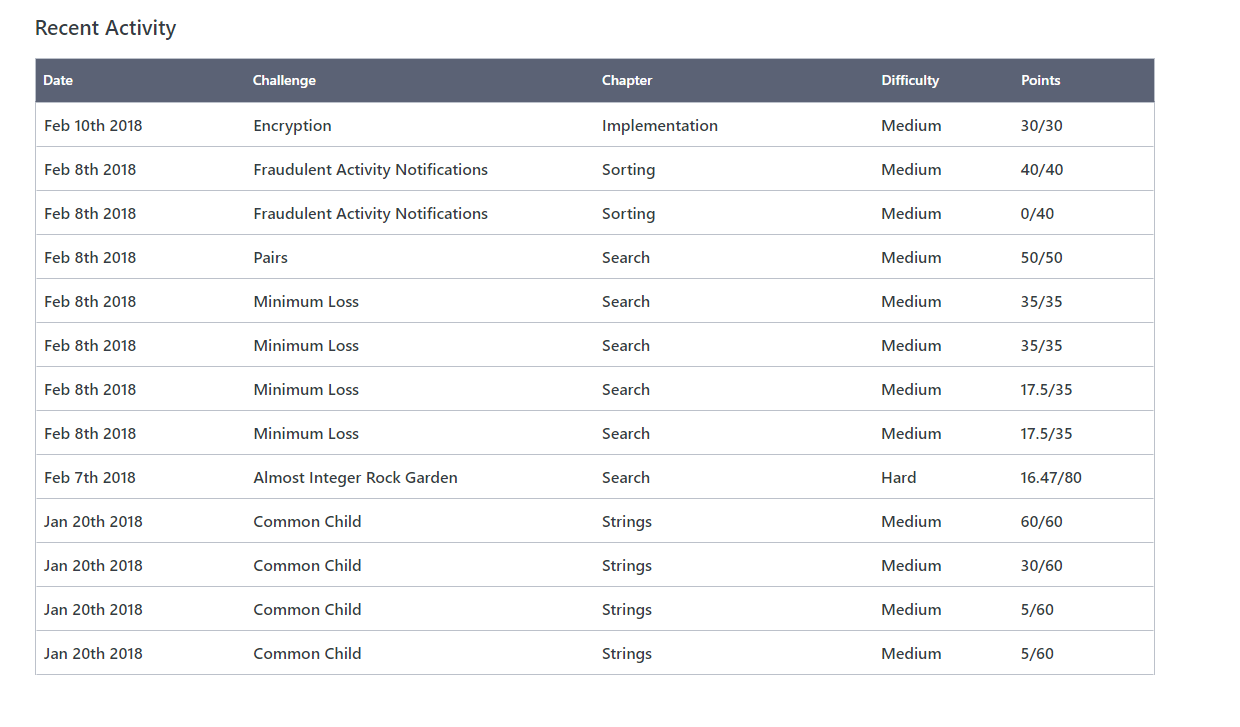 Recent Activity
Date Challenge Chapter Difficulty Points
Feb 10th 2018 Encryption Implementation Medium 30/30
Feb 8th 2018 Fraudulent Activity Notifications Sorting Medium 40/40
Feb 8th 2018 Fraudulent Activity Notifications Sorting Medium 0/40
Feb 8th 2018 Pairs Search Medium 50/50
Feb 8th 2018 Minimum Loss Search Medium 35/35
Feb 8th 2018 Minimum Loss Search Medium 35/35
Feb 8th 2018 Minimum Loss Search Medium 17.5/35
Feb 8th 2018 Minimum Loss Search Medium 17.5/35
Feb 7th 2018 Almost Integer Rock Garden Search Hard 16.47/80
Jan 20th 2018 Common Child Strings Medium 60/60
Jan 20th 2018 Common Child Strings Medium 30/60
Jan 20th 2018 Common Child Strings Medium 5/60
Jan 20th 2018 Common Child Strings Medium 5/60